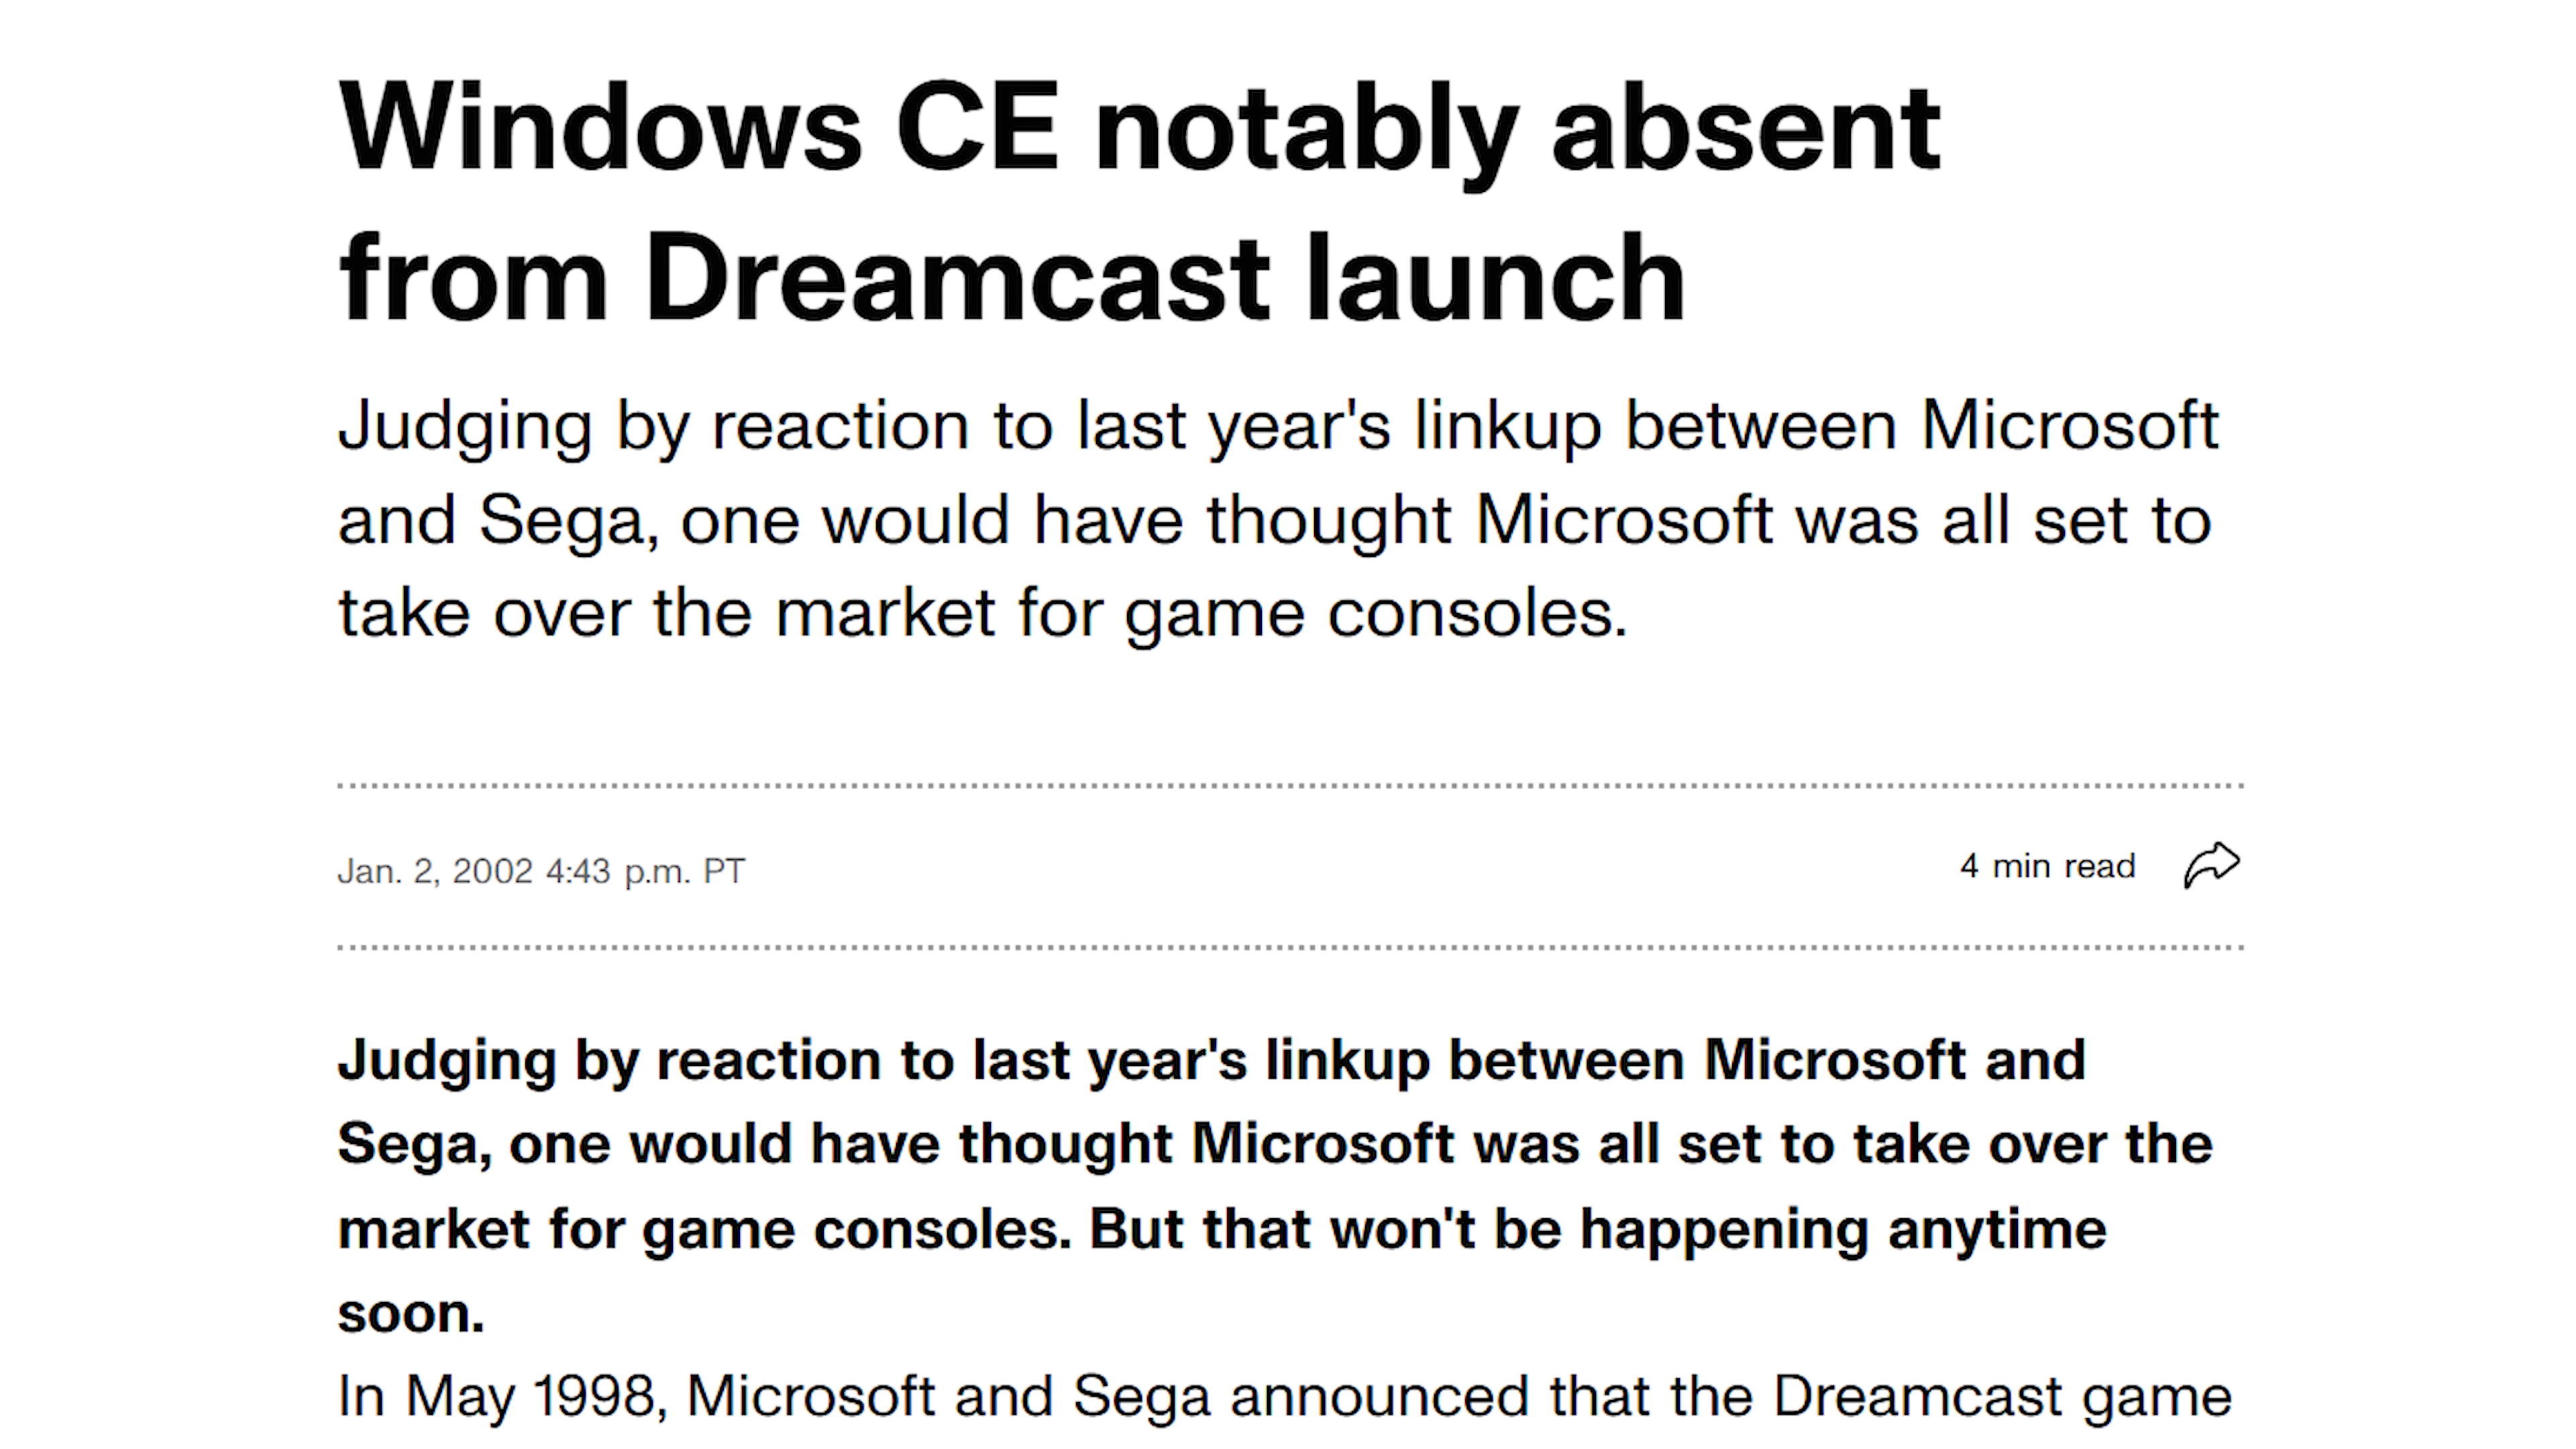 Windows CE notably absent
from Dreamcast launch
Judging by reaction to last year's linkup between Microsoft
and Sega, one would have thought Microsoft was all set to
take over the market for game consoles.
Jan. 2, 2002 4:43 p.m. PT
4 min read
Judging by reaction to last year's linkup between Microsoft and
Sega, one would have thought Microsoft was all set to take over the
market for game consoles. But that won't be happening anytime
soon.
In May 1998, Microsoft and Sega announced that the Dreamcast game